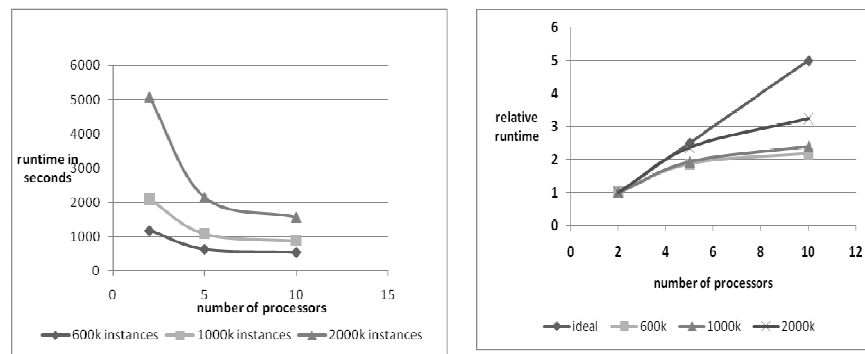 6000
5000
4000
3000
2000
1000
0
runtime in
seconds
0 5 10 15
number of processors
600k instances 1000k instances 2000k instances
6
5
4
3
2
1
0
relative
runtime
0 2 4 6 8 10 12
number of processors
ideal 600k 1000k 2000k